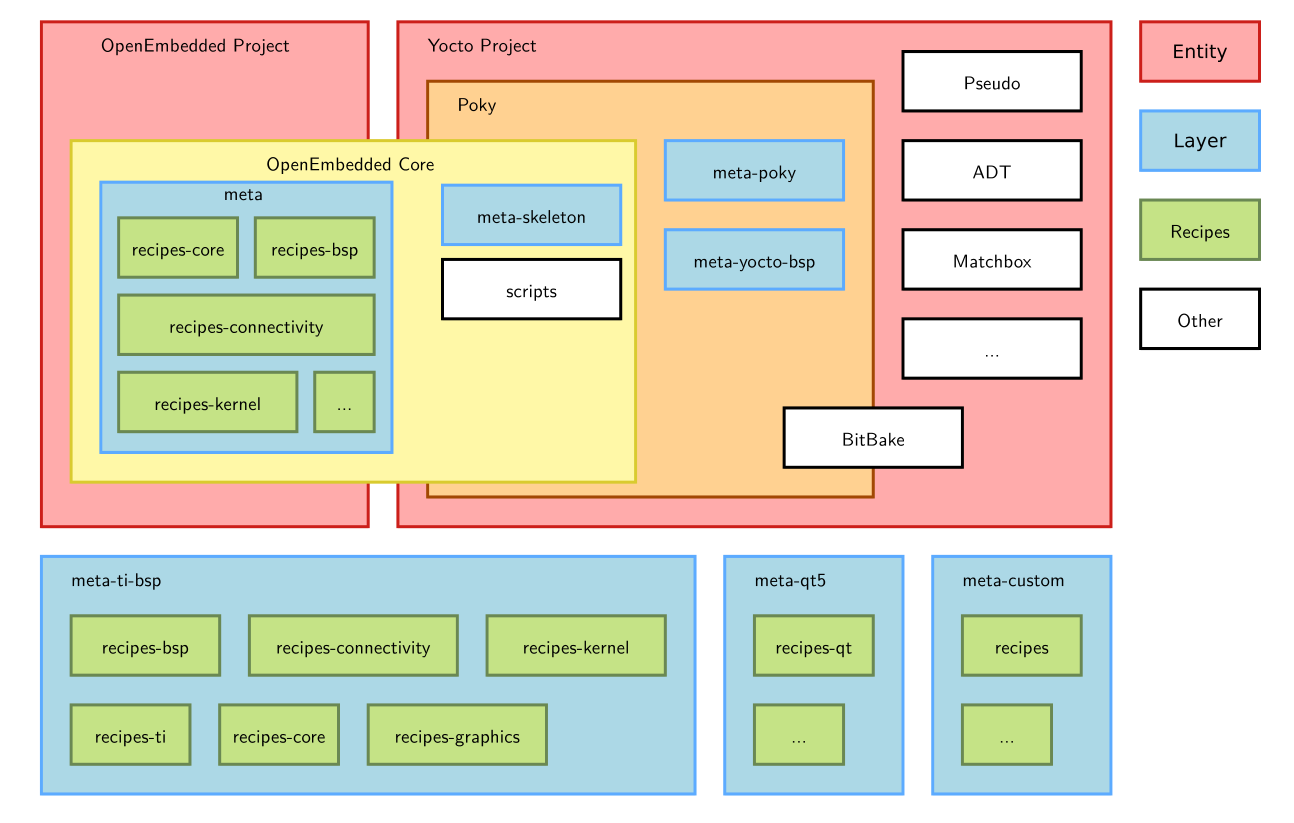 OpenEmbedded Project
Yocto Project
Poky
OpenEmbedded Core
meta
recipes-core
recipes-bsp
recipes-connectivity
recipes-kernel
...
meta-skeleton
scripts
meta-poky
meta-yocto-bsp
Pseudo
ADT
Matchbox
...
BitBake
Entity
Layer
Recipes
Other
meta-ti-bsp
recipes-bsp
recipes-connectivity
recipes-kernel
recipes-ti
recipes-core
recipes-graphics
meta-qt5
recipes-qt
...
meta-custom
recipes
...